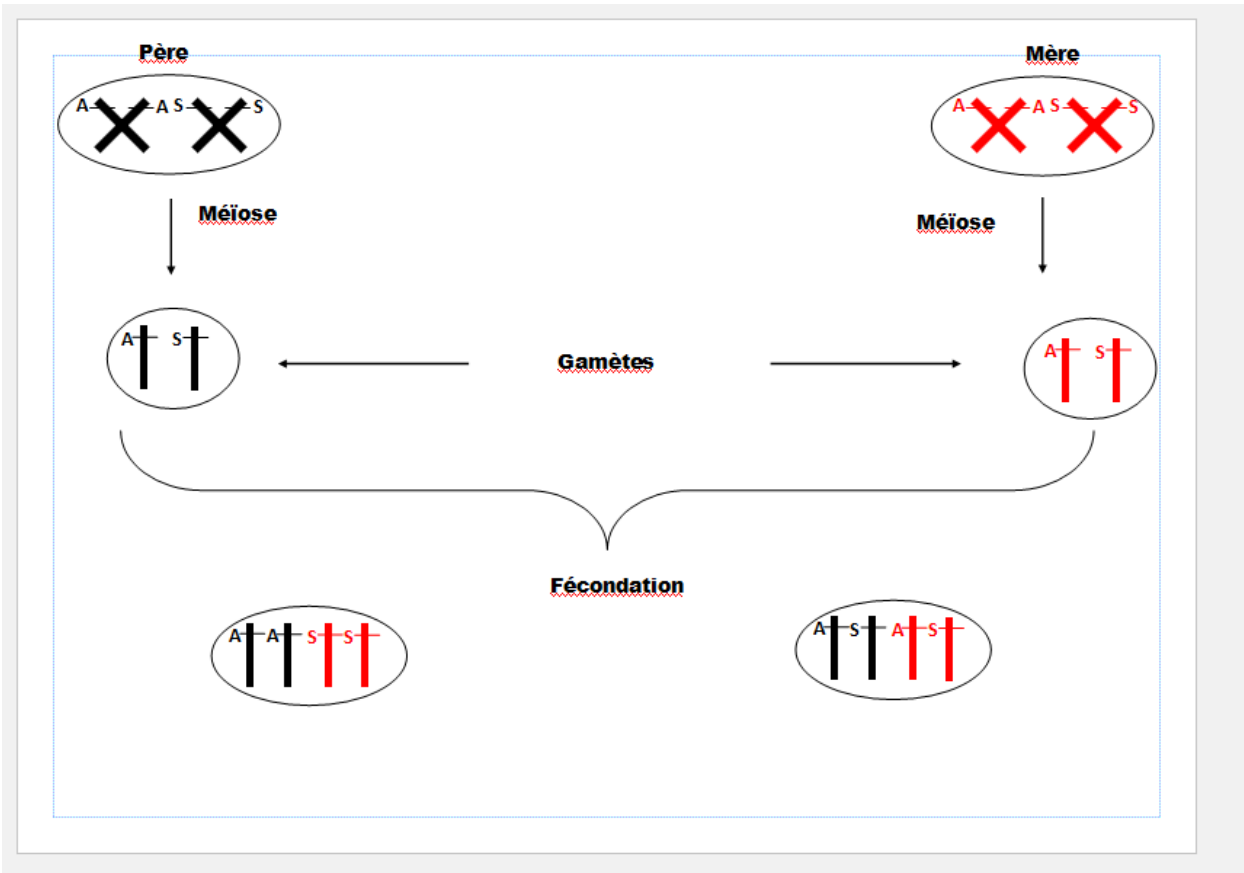 Père
Mère
A A S S
A A S S
Méïose
Méïose
A S
Gamètes
A S
Fécondation
A A S S
A S A S